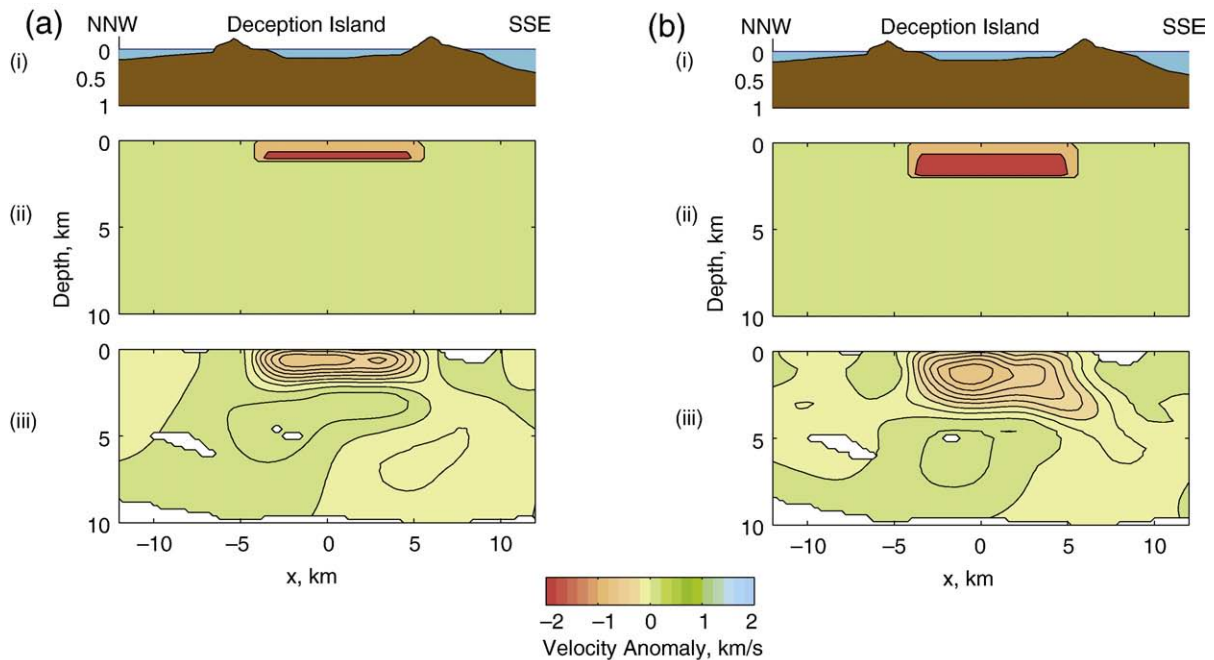 (a) NNW Deception Island SSE
(i)
0
0.5
1
(ii)
0
5
10
Depth, km
(iii)
0
5
10
−10 −5 0 5 10
x, km
(b) NNW Deception Island SSE
(i)
0
0.5
1
(ii)
0
5
10
Depth, km
(iii)
0
5
10
−10 −5 0 5 10
x, km
−2 −1 0 1 2
Velocity Anomaly, km/s